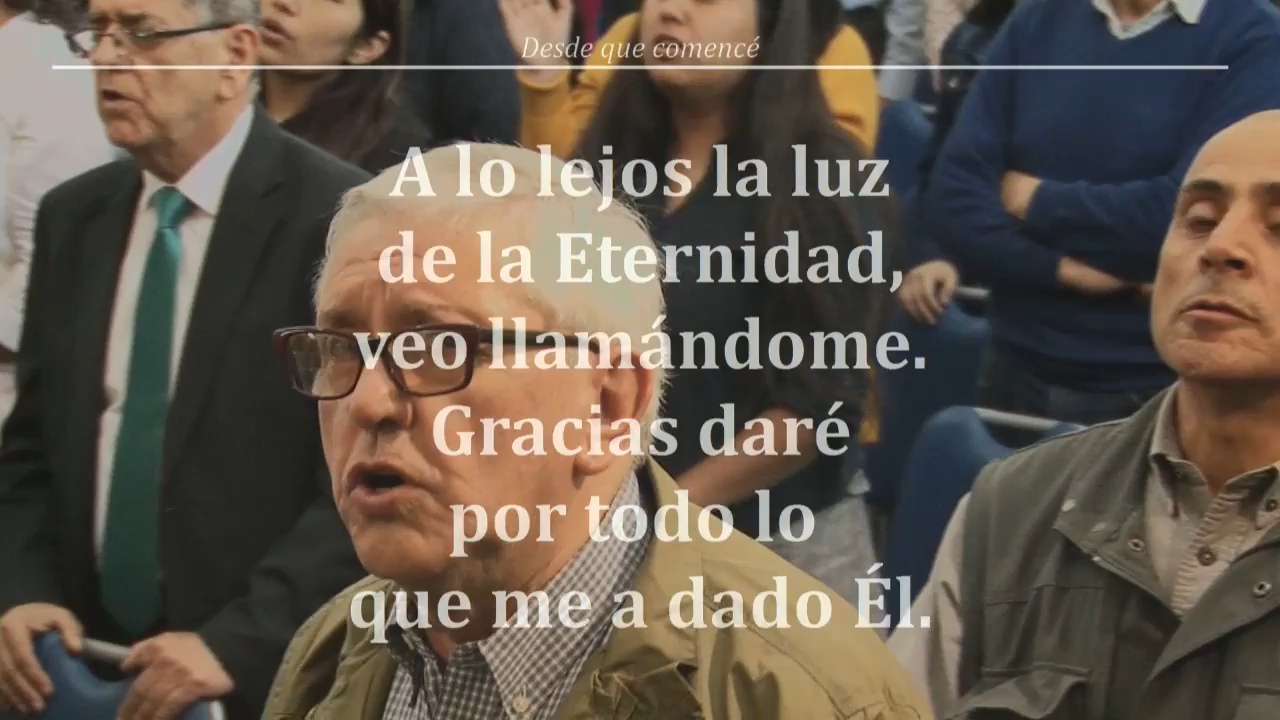 Desde que comencé
A lo lejos la luz
de la Eternidad,
veo llamándome.
Gracias daré
por todo lo
que me a dado Él.